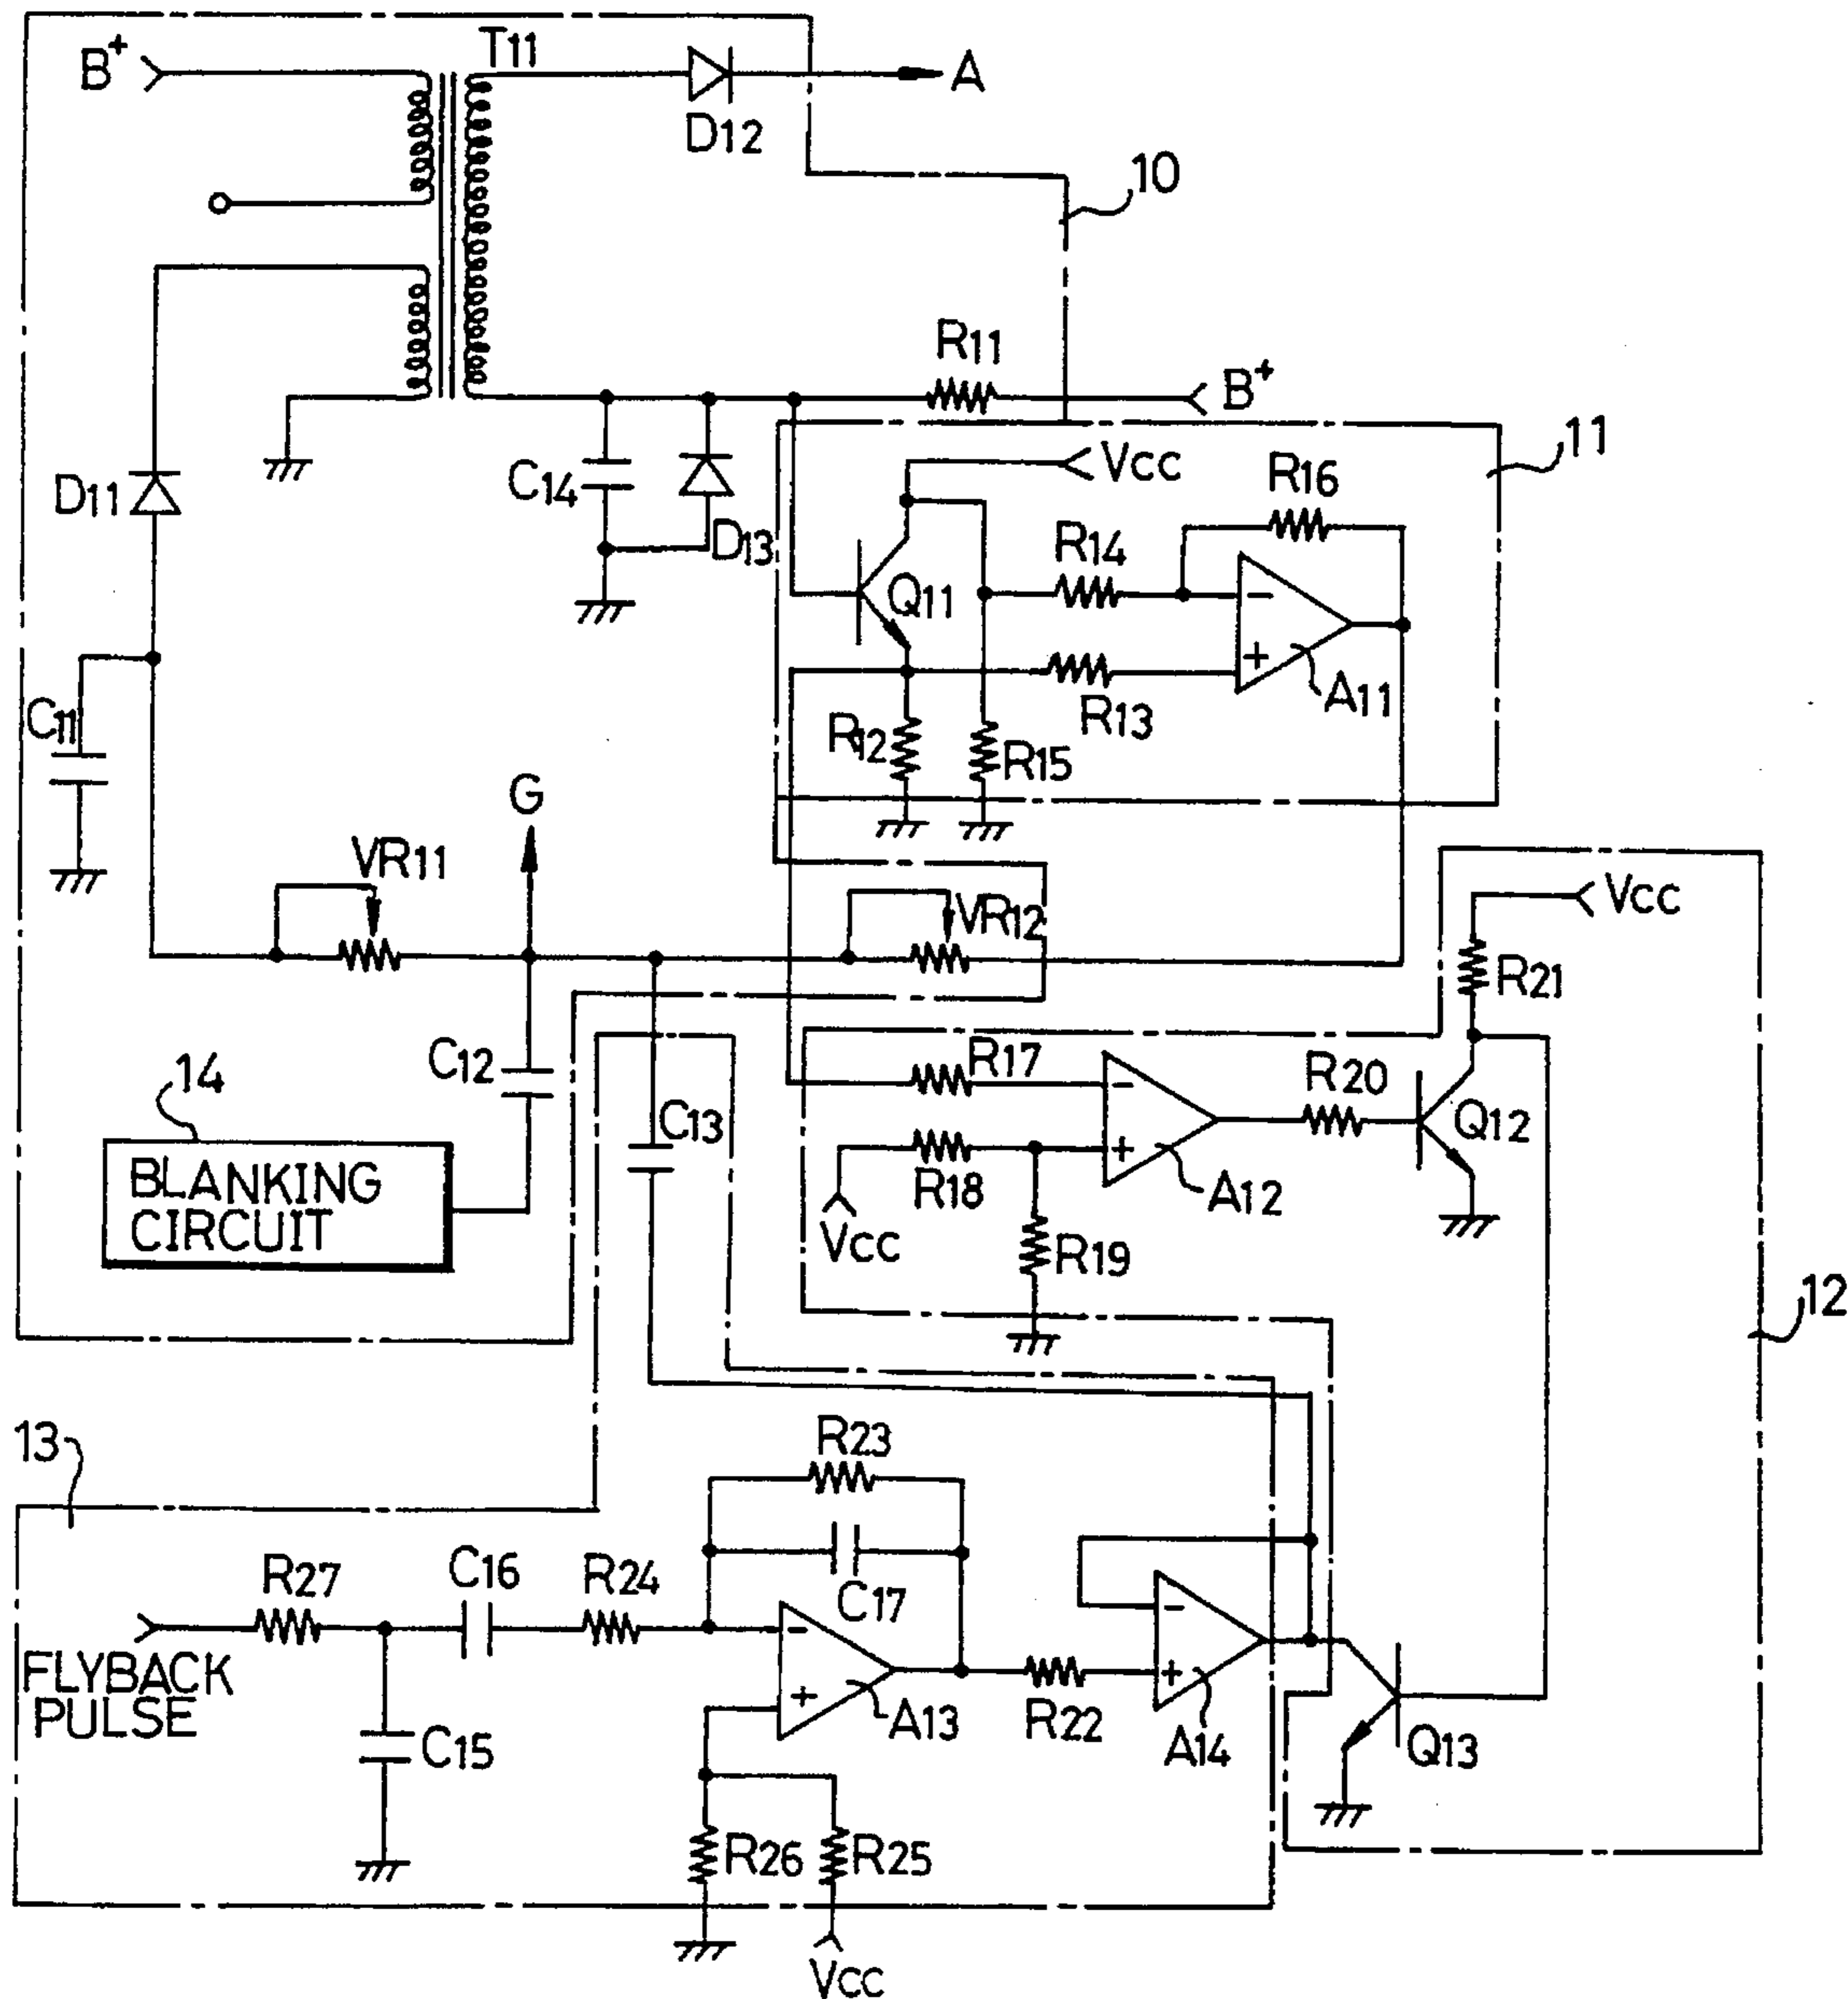 B+
T11
D12
A
10
R11
B+
11
Vcc
R16
D11
C14
D13
Q11
R14
A11
R13
C11
R12
R15
G
VR11
VR12
Vcc
R21
14
C12
R17
R20
Q12
C13
BLANKING
CIRCUIT
R18
A12
Vcc
R19
12
13
R23
R27
C16
R24
C17
FLYBACK
PULSE
A13
R22
A14
Q13
C15
R26
R25
Vcc